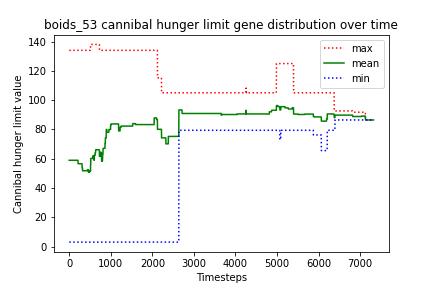 boids_53 cannibal hunger limit gene distribution over time
Cannibal hunger limit value
140
120
100
80
60
40
20
0
max
mean
min
0
1000
2000
3000
4000
5000
6000
7000
Timesteps